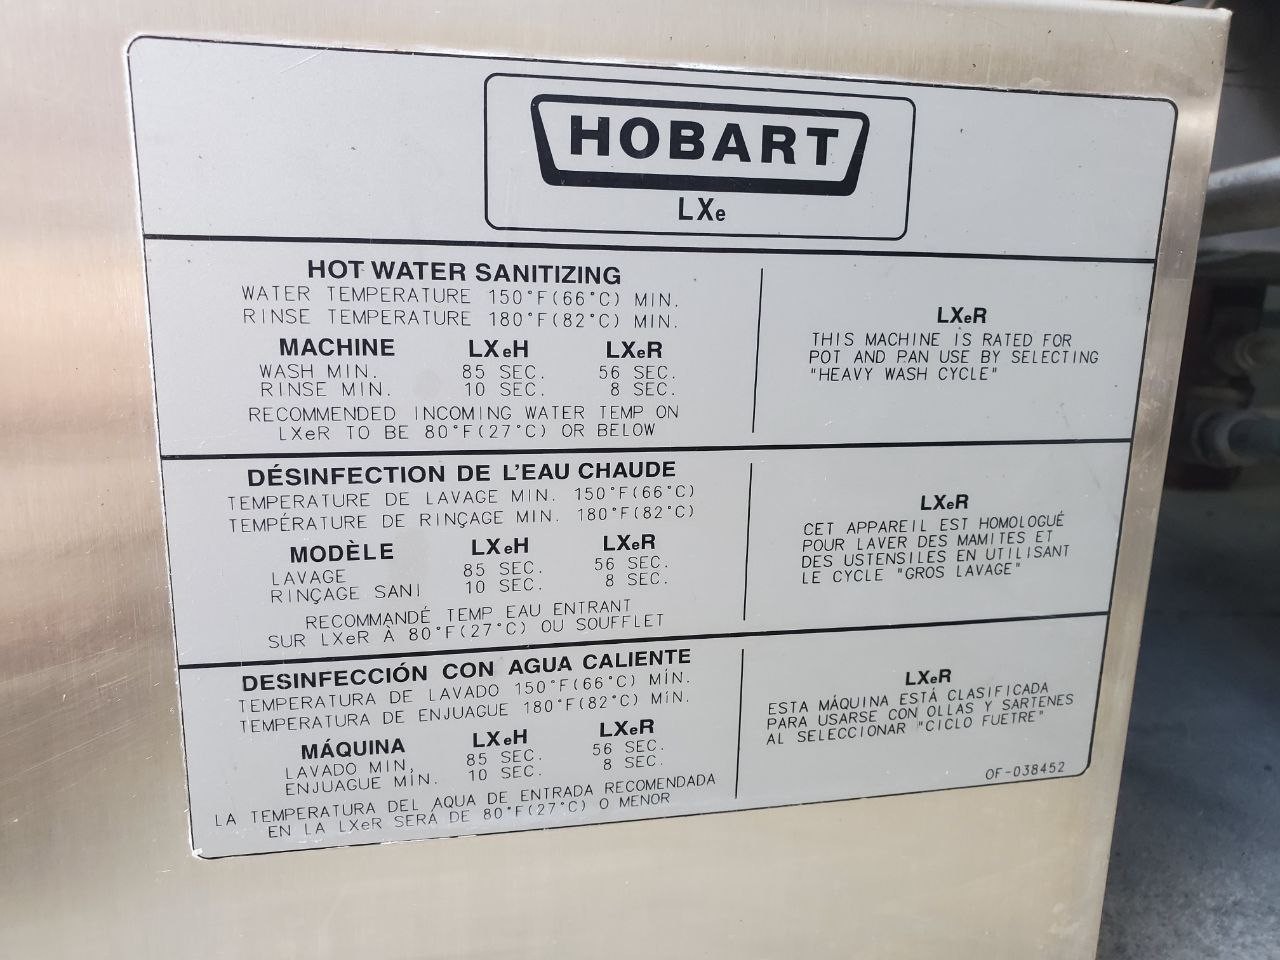 HOBART
LXe
HOT WATER SANITIZING
WATER TEMPERATURE 150°F(66°C) MIN.
RINSE TEMPERATURE 180°F(82°C) MIN.
MACHINE LXeH LXeR
WASH MIN. 85 SEC. 56 SEC.
RINSE MIN. 10 SEC. 8 SEC.
RECOMMENDED INCOMING WATER TEMP ON
LXeR TO BE 80°F(27°C) OR BELOW
LXeR
THIS MACHINE IS RATED FOR
POT AND PAN USE BY SELECTING
"HEAVY WASH CYCLE"
DÉSINFECTION DE L'EAU CHAUDE
TEMPERATURE DE LAVAGE MIN. 150°F(66°C)
TEMPÉRATURE DE RINÇAGE MIN. 180°F(82°C)
MODÈLE LXeH LXeR
LAVAGE 85 SEC. 56 SEC.
RINÇAGE SANI 10 SEC. 8 SEC.
RECOMMANDÉ TEMP EAU ENTRANT
SUR LXeR À 80°F(27°C) OU SOUFFLET
LXeR
CET APPAREIL EST HOMOLOGUÉ
POUR LAVER DES MAMITES ET
DES USTENSILES EN UTILISANT
LE CYCLE "GROS LAVAGE"
DESINFECCIÓN CON AGUA CALIENTE
TEMPERATURA DE LAVADO 150°F(66°C) MÍN.
TEMPERATURA DE ENJUAGUE 180°F(82°C) MÍN.
MÁQUINA LXeH LXeR
LAVADO MÍN. 85 SEC. 56 SEC.
ENJUAGUE MÍN. 10 SEC. 8 SEC.
LA TEMPERATURA DEL AQUA DE ENTRADA RECOMENDADA
EN LA LXeR SERÁ DE 80°F(27°C) O MENOR
LXeR
ESTA MÁQUINA ESTÁ CLASIFICADA
PARA USARSE CON OLLAS Y SARTENES
AL SELECCIONAR "CICLO FUETRE"
OF-038452